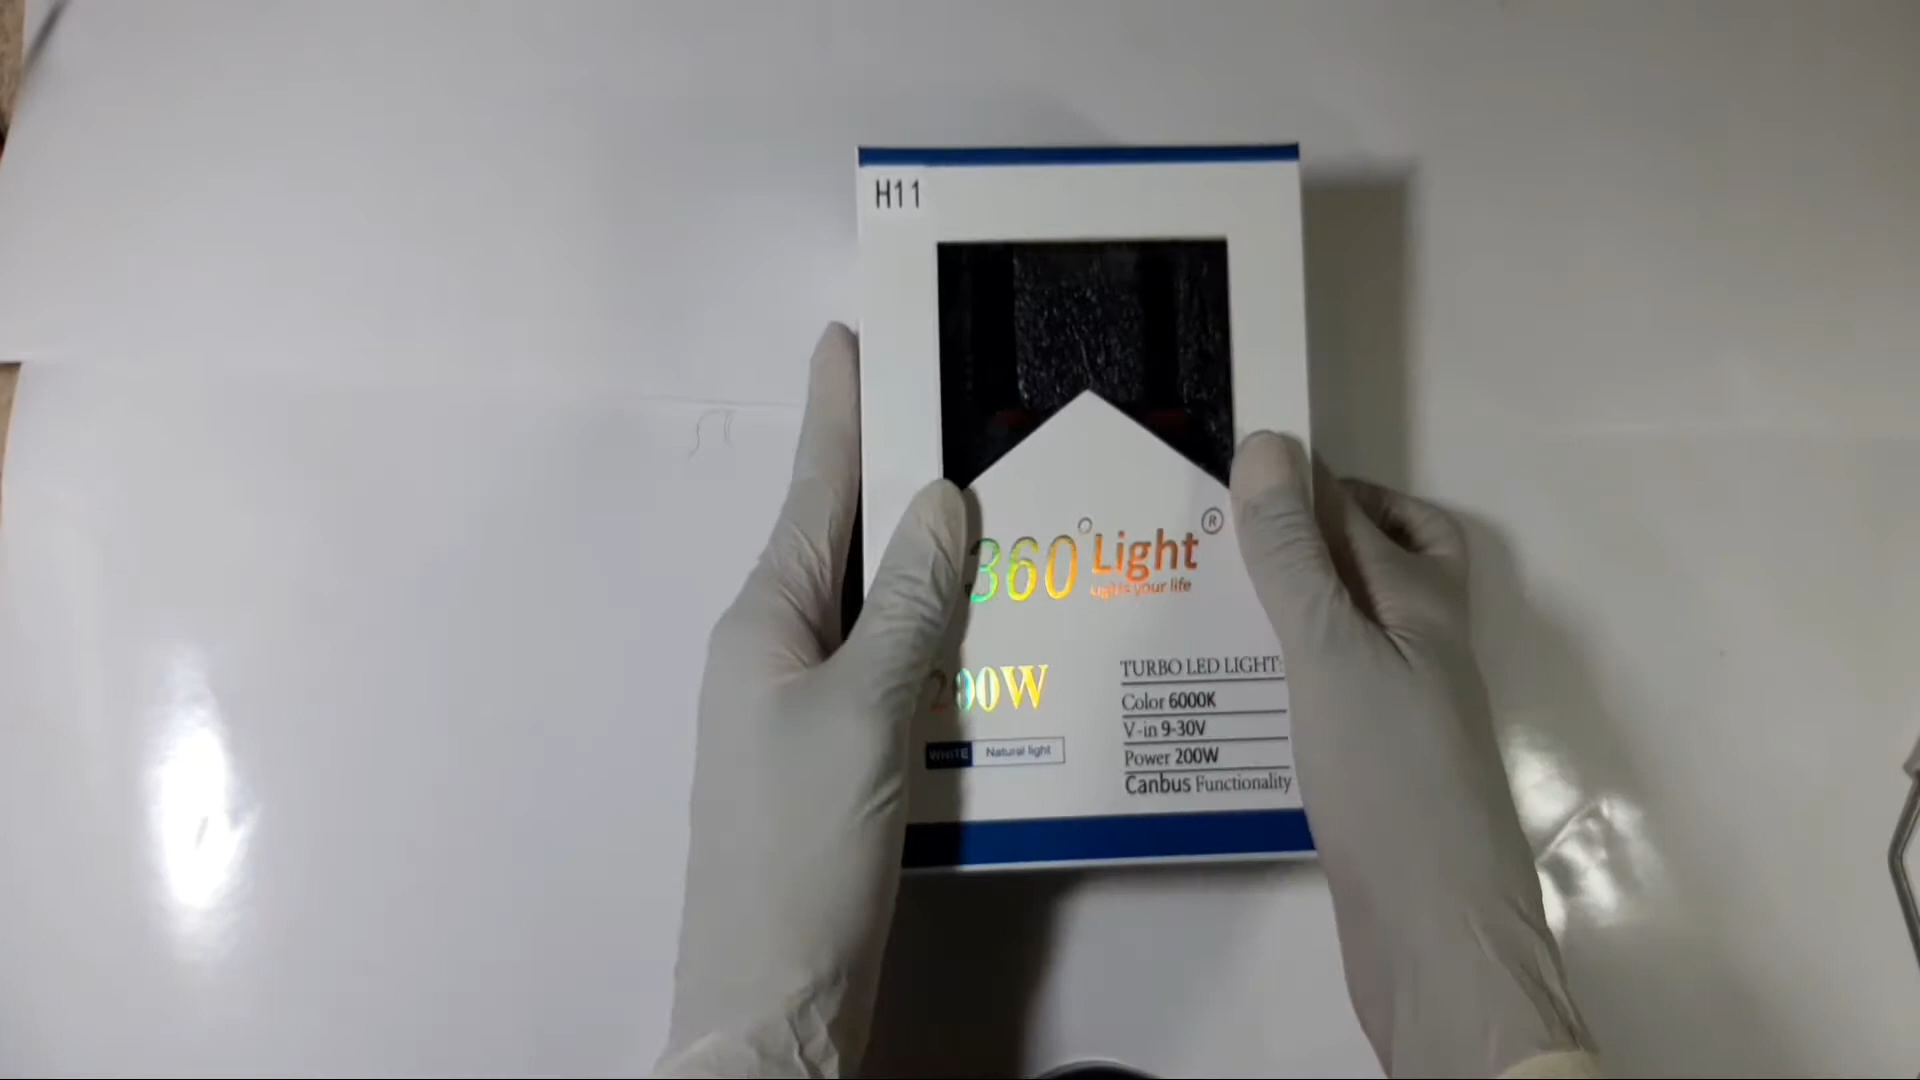 H11
360° Light ®
Lights your life
200W
WHITE Natural light
TURBO LED LIGHT:
Color 6000K
V-in 9-30V
Power 200W
Canbus Functionality